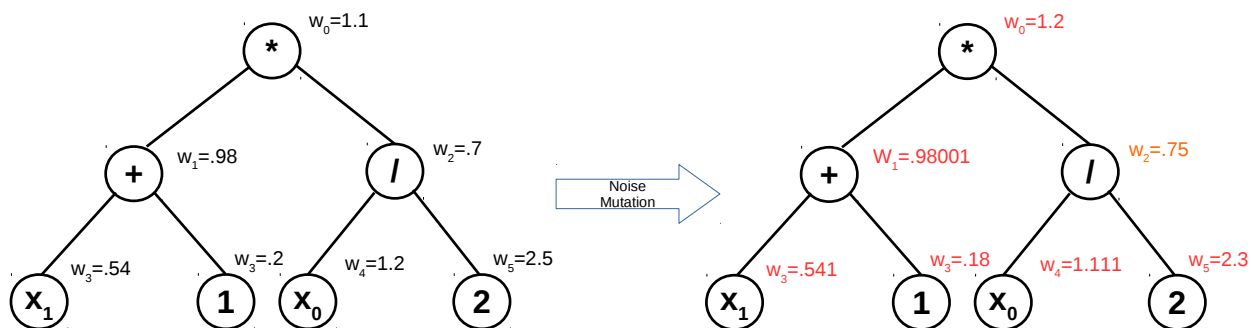 w₀=1.1
*
w₁=.98
+
w₂=.7
/
w₃=.54
x₁
w₃=.2
1
w₄=1.2
x₀
w₅=2.5
2
Noise
Mutation
w₀=1.2
*
W₁=.98001
+
w₂=.75
/
w₃=.541
x₁
w₃=.18
1
w₄=1.111
x₀
w₅=2.3
2